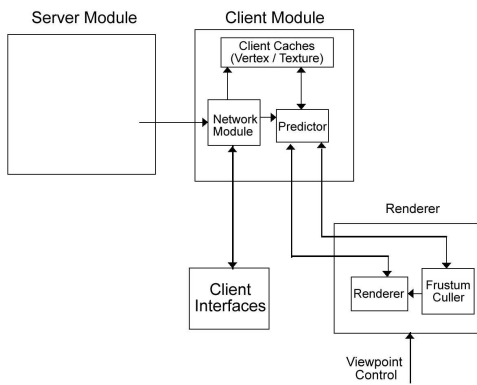 Server Module
Client Module
Client Caches
(Vertex / Texture)
Network
Module
Predictor
Renderer
Client
Interfaces
Renderer
Frustum
Culler
Viewpoint
Control